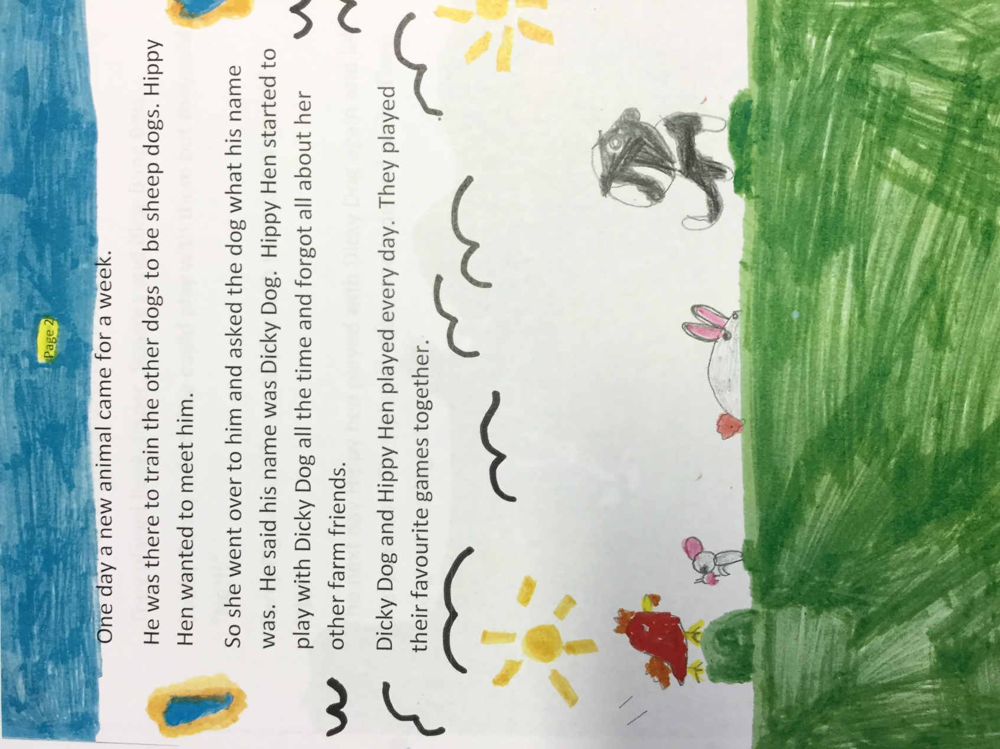 Page 2
One day a new animal came for a week.
He was there to train the other dogs to be sheep dogs. Hippy
Hen wanted to meet him.
So she went over to him and asked the dog what his name
was. He said his name was Dicky Dog. Hippy Hen started to
play with Dicky Dog all the time and forgot all about her
other farm friends.
Dicky Dog and Hippy Hen played every day. They played
their favourite games together.